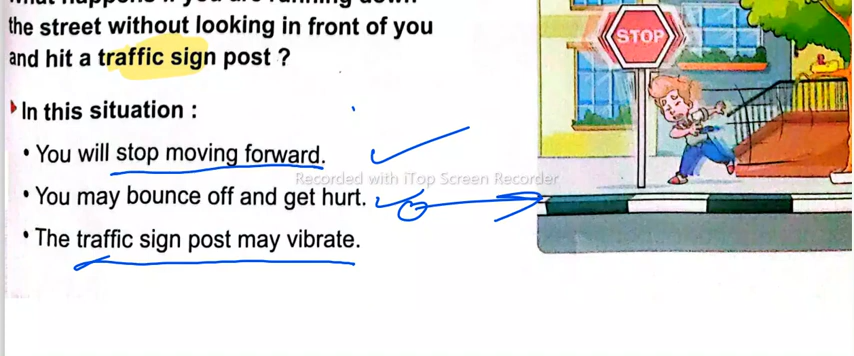 the street without looking in front of you
and hit a traffic sign post ?
In this situation :
• You will stop moving forward.
• You may bounce off and get hurt.
• The traffic sign post may vibrate.
STOP
Recorded with iTop Screen Recorder